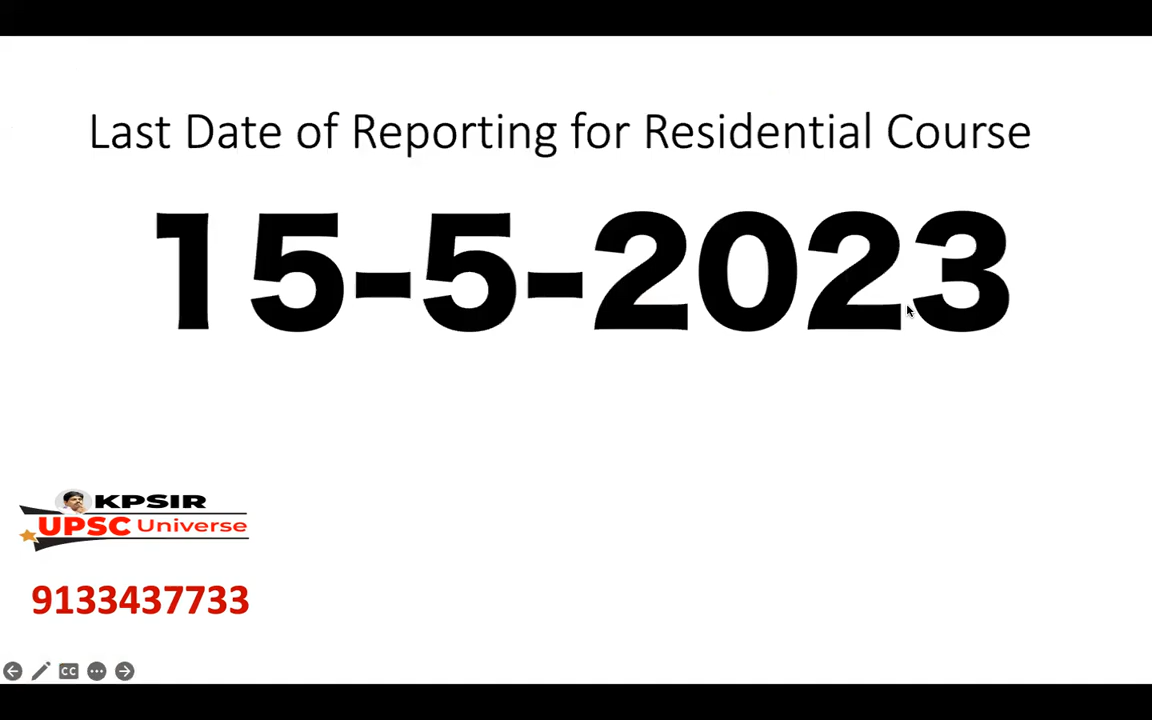 Last Date of Reporting for Residential Course
15-5-2023
KPSIR
UPSC Universe
9133437733
CC